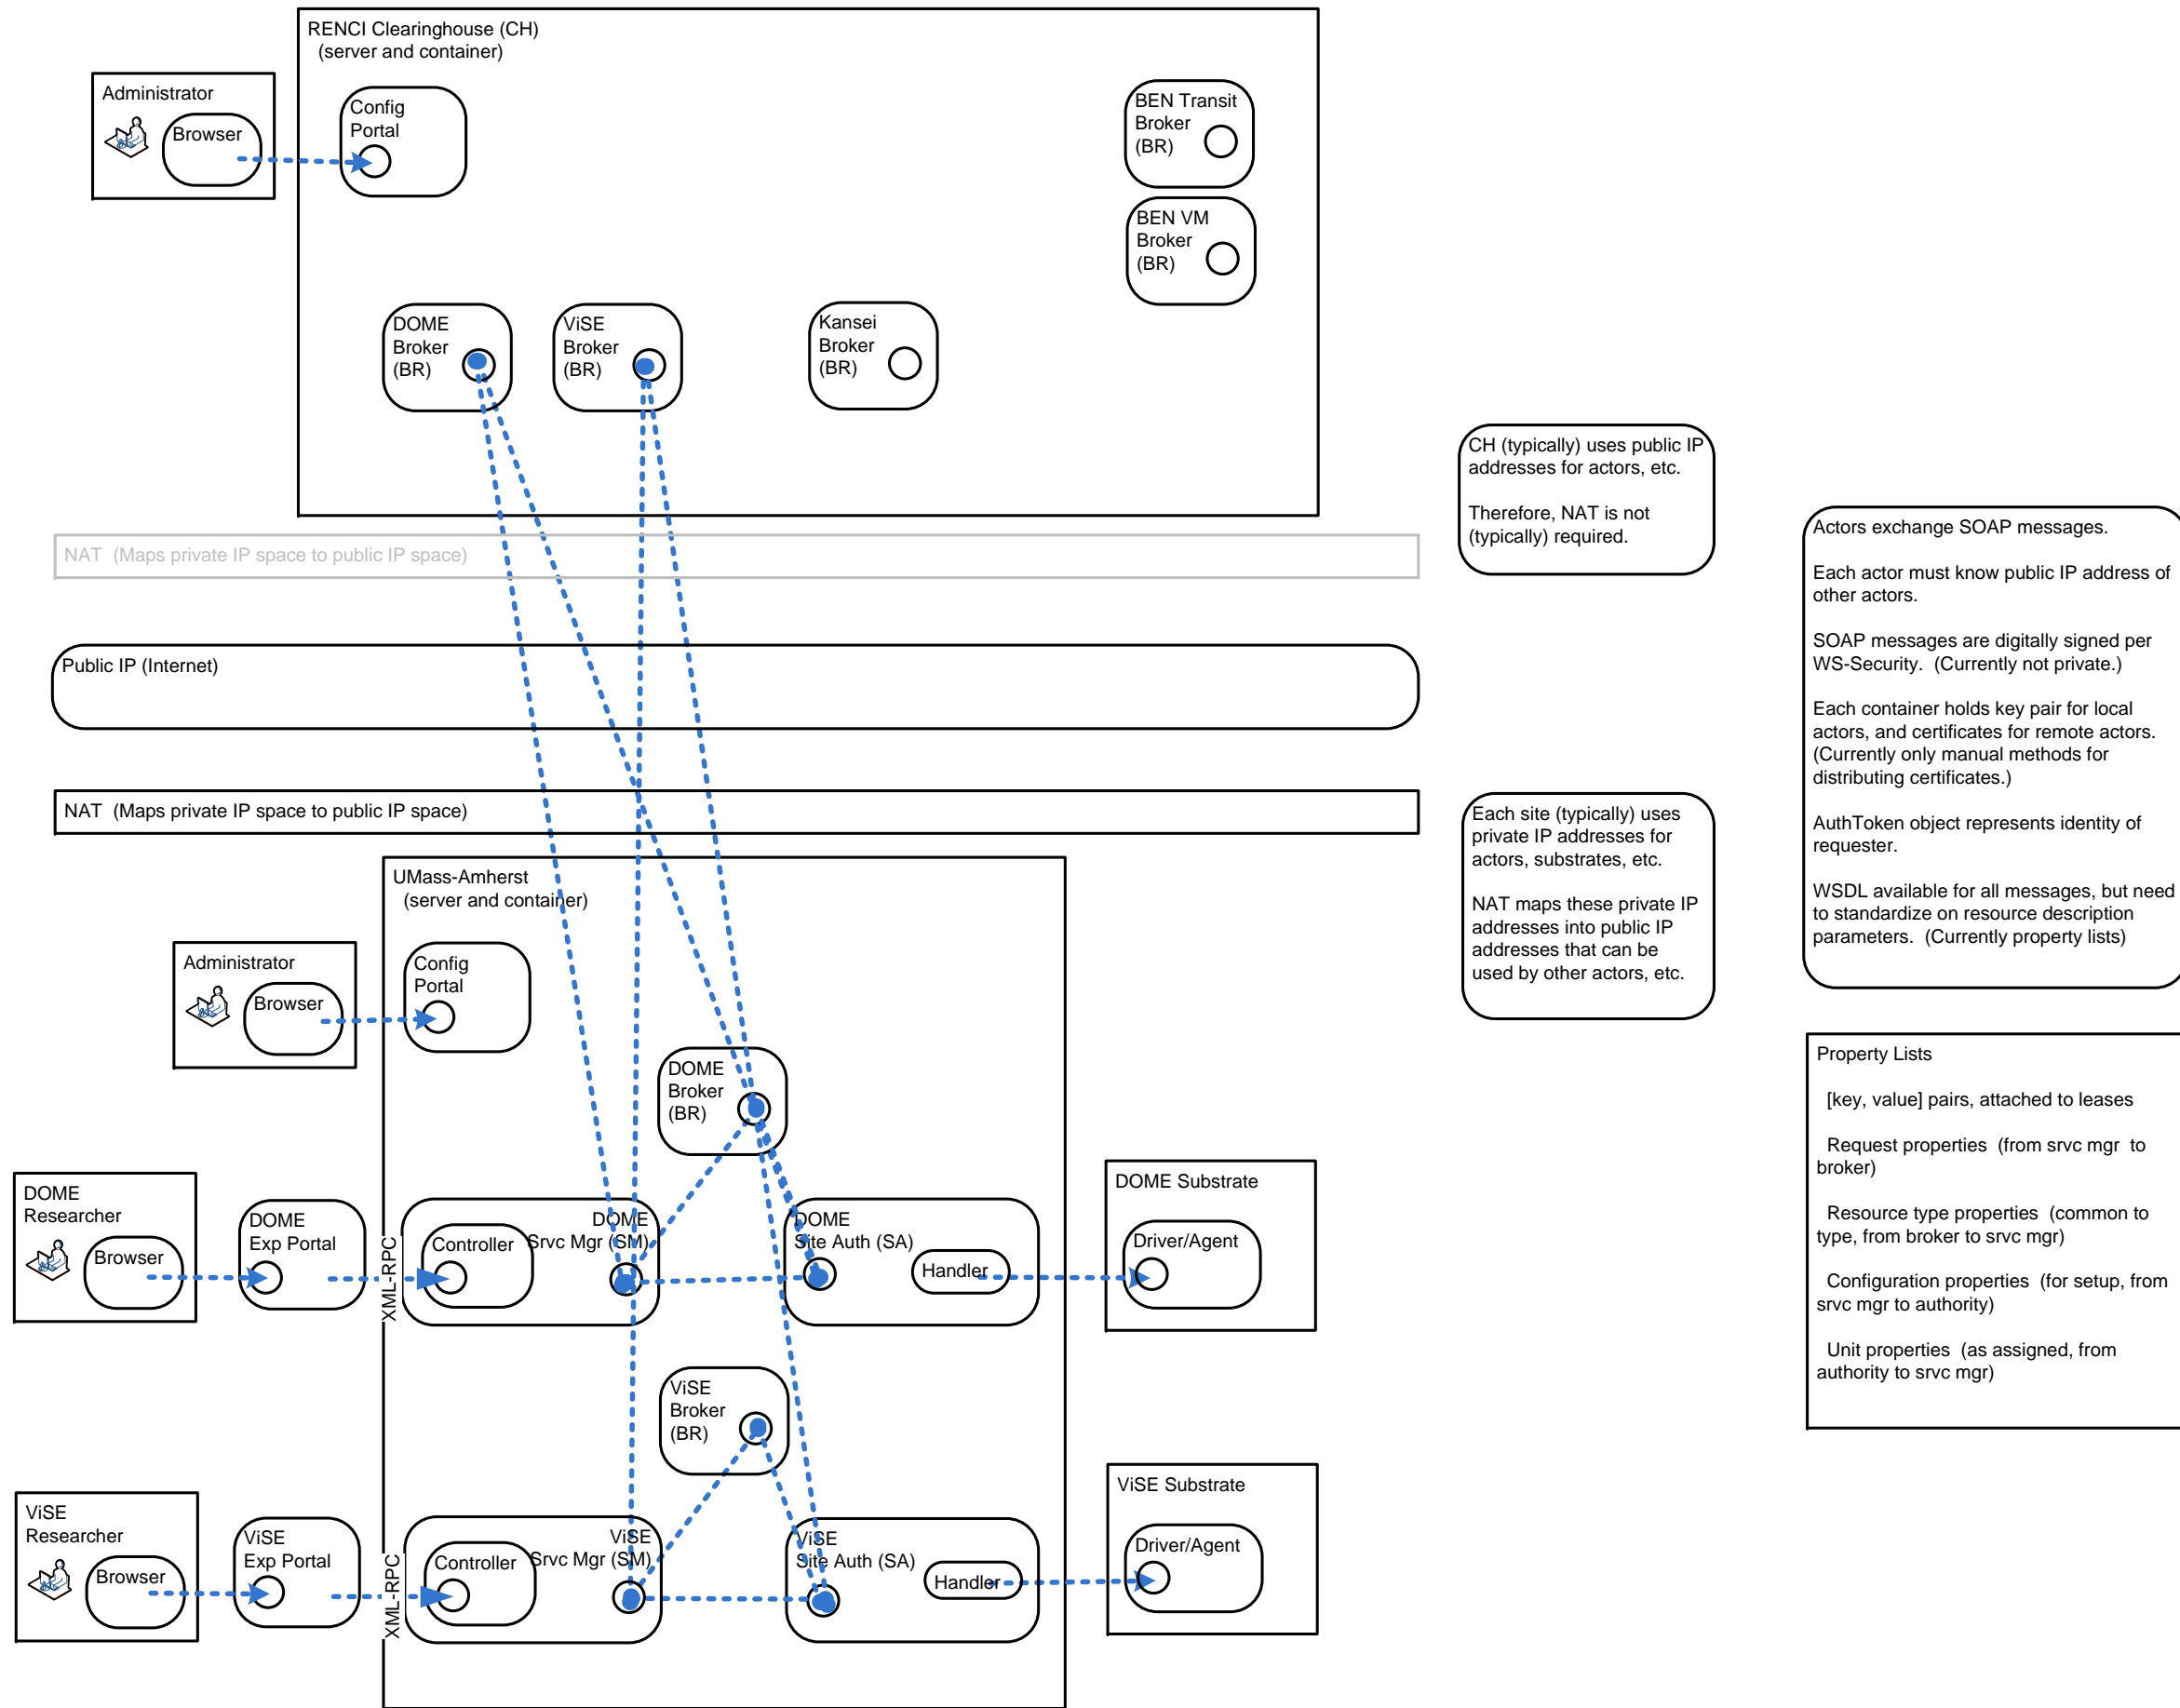 RENCI Clearinghouse (CH)
(server and container)
Administrator
Browser
Config
Portal
BEN Transit
Broker
(BR)
BEN VM
Broker
(BR)
DOME
Broker
(BR)
ViSE
Broker
(BR)
Kansei
Broker
(BR)
CH (typically) uses public IP
addresses for actors, etc.
Therefore, NAT is not
(typically) required.
NAT  (Maps private IP space to public IP space)
Public IP (Internet)
NAT  (Maps private IP space to public IP space)
Each site (typically) uses
private IP addresses for
actors, substrates, etc.
NAT maps these private IP
addresses into public IP
addresses that can be
used by other actors, etc.
Actors exchange SOAP messages.
Each actor must know public IP address of
other actors.
SOAP messages are digitally signed per
WS-Security.  (Currently not private.)
Each container holds key pair for local
actors, and certificates for remote actors.
(Currently only manual methods for
distributing certificates.)
AuthToken object represents identity of
requester.
WSDL available for all messages, but need
to standardize on resource description
parameters.  (Currently property lists)
Property Lists
[key, value] pairs, attached to leases
Request properties  (from srvc mgr  to
broker)
Resource type properties  (common to
type, from broker to srvc mgr)
Configuration properties  (for setup, from
srvc mgr to authority)
Unit properties  (as assigned, from
authority to srvc mgr)
UMass-Amherst
(server and container)
Administrator
Browser
Config
Portal
DOME
Broker
(BR)
DOME
Researcher
Browser
DOME
Exp Portal
XML-RPC
Controller
DOME
Srvc Mgr (SM)
DOME
Site Auth (SA)
Handler
DOME Substrate
Driver/Agent
ViSE
Broker
(BR)
ViSE
Researcher
Browser
ViSE
Exp Portal
XML-RPC
Controller
ViSE
Srvc Mgr (SM)
ViSE
Site Auth (SA)
Handler
ViSE Substrate
Driver/Agent